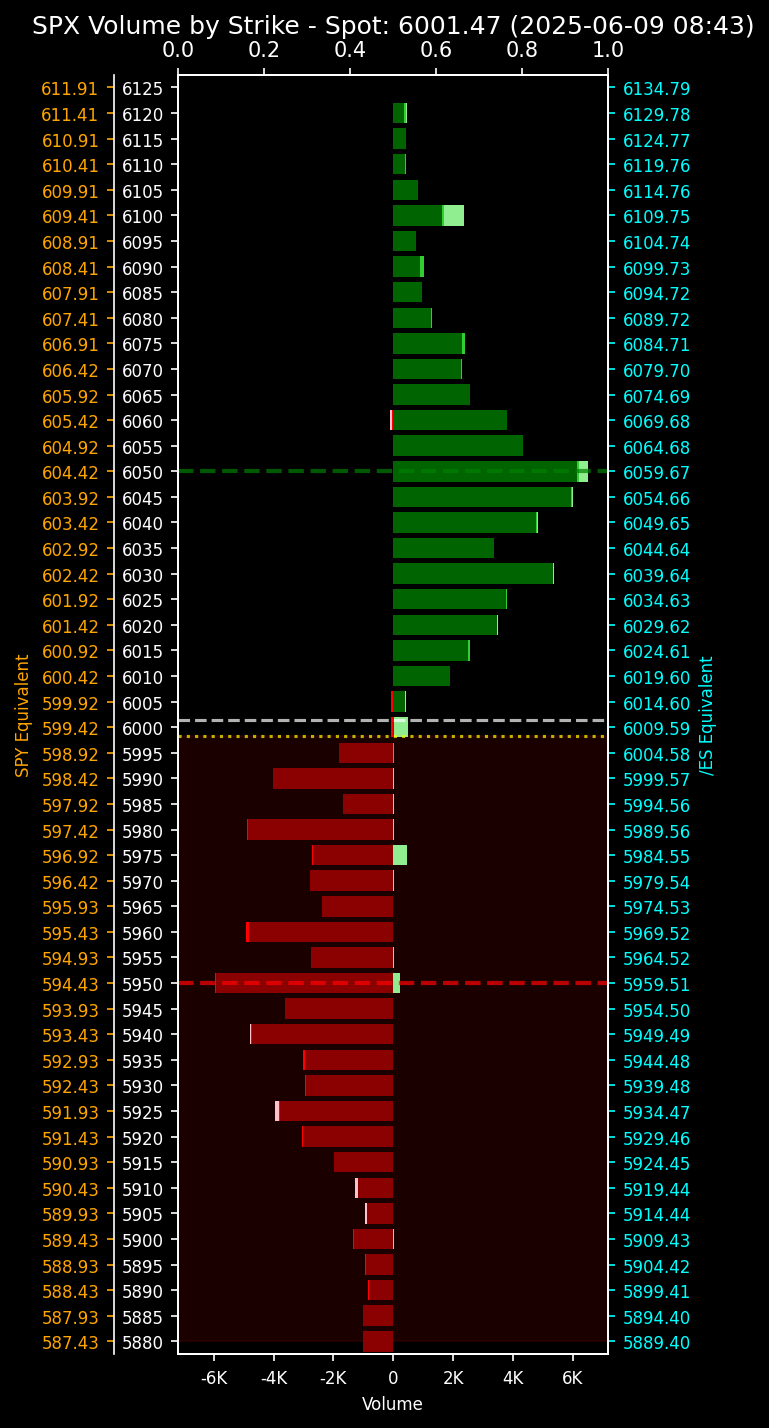 SPX Volume by Strike - Spot: 6001.47 (2025-06-09 08:43)
0.0 0.2 0.4 0.6 0.8 1.0
611.91 6125 6134.79
611.41 6120 6129.78
610.91 6115 6124.77
610.41 6110 6119.76
609.91 6105 6114.76
609.41 6100 6109.75
608.91 6095 6104.74
608.41 6090 6099.73
607.91 6085 6094.72
607.41 6080 6089.72
606.91 6075 6084.71
606.42 6070 6079.70
605.92 6065 6074.69
605.42 6060 6069.68
604.92 6055 6064.68
604.42 6050 6059.67
603.92 6045 6054.66
603.42 6040 6049.65
602.92 6035 6044.64
602.42 6030 6039.64
601.92 6025 6034.63
601.42 6020 6029.62
600.92 6015 6024.61
600.42 6010 6019.60
599.92 6005 6014.60
599.42 6000 6009.59
598.92 5995 6004.58
598.42 5990 5999.57
597.92 5985 5994.56
597.42 5980 5989.56
596.92 5975 5984.55
596.42 5970 5979.54
595.93 5965 5974.53
595.43 5960 5969.52
594.93 5955 5964.52
594.43 5950 5959.51
593.93 5945 5954.50
593.43 5940 5949.49
592.93 5935 5944.48
592.43 5930 5939.48
591.93 5925 5934.47
591.43 5920 5929.46
590.93 5915 5924.45
590.43 5910 5919.44
589.93 5905 5914.44
589.43 5900 5909.43
588.93 5895 5904.42
588.43 5890 5899.41
587.93 5885 5894.40
587.43 5880 5889.40
SPY Equivalent
/ES Equivalent
-6K -4K -2K 0 2K 4K 6K
Volume